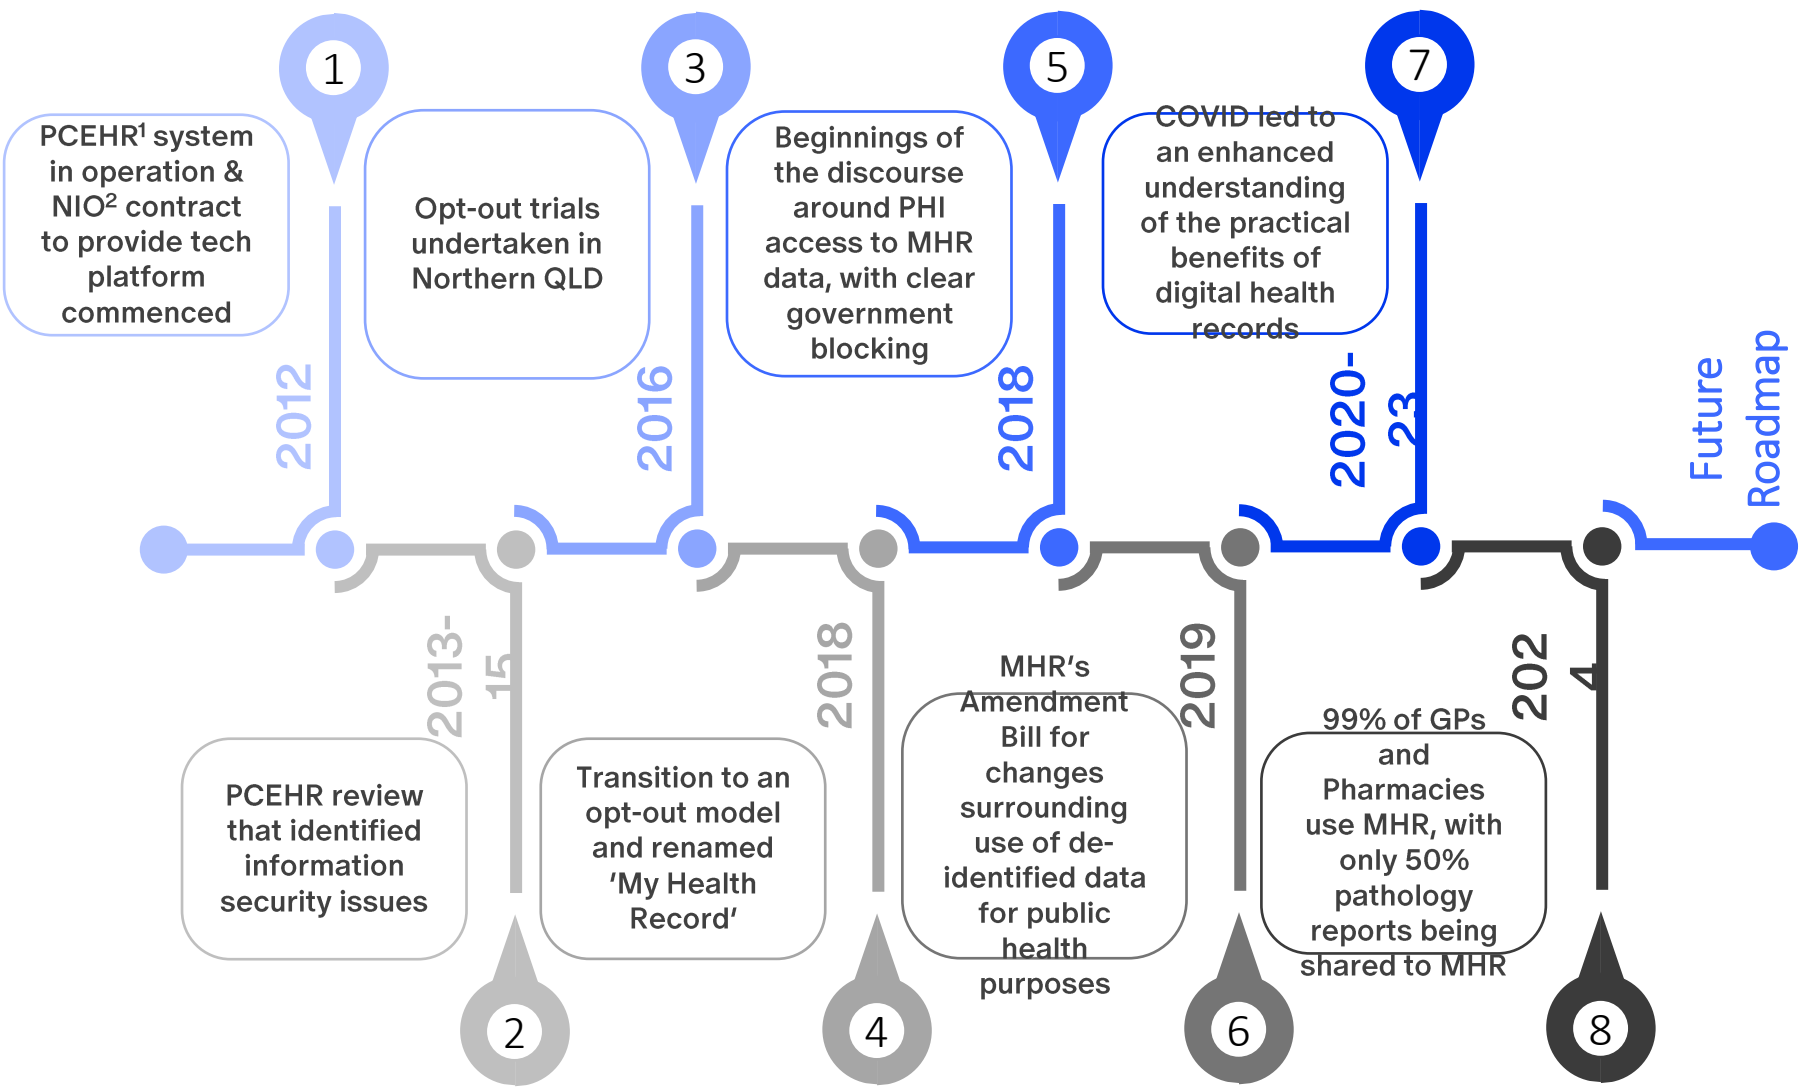 1
PCEHR¹ system
in operation &
NIO² contract
to provide tech
platform
commenced
2012
2
2013-
15
PCEHR review
that identified
information
security issues
3
Opt-out trials
undertaken in
Northern QLD
2016
4
2018
Transition to an
opt-out model
and renamed
‘My Health
Record’
5
Beginnings of
the discourse
around PHI
access to MHR
data, with clear
government
blocking
2018
6
2019
MHR’s
Amendment
Bill for
changes
surrounding
use of de-
identified data
for public
health
purposes
7
COVID led to
an enhanced
understanding
of the practical
benefits of
digital health
records
2020-
23
8
202
4
99% of GPs
and
Pharmacies
use MHR, with
only 50%
pathology
reports being
shared to MHR
Future
Roadmap